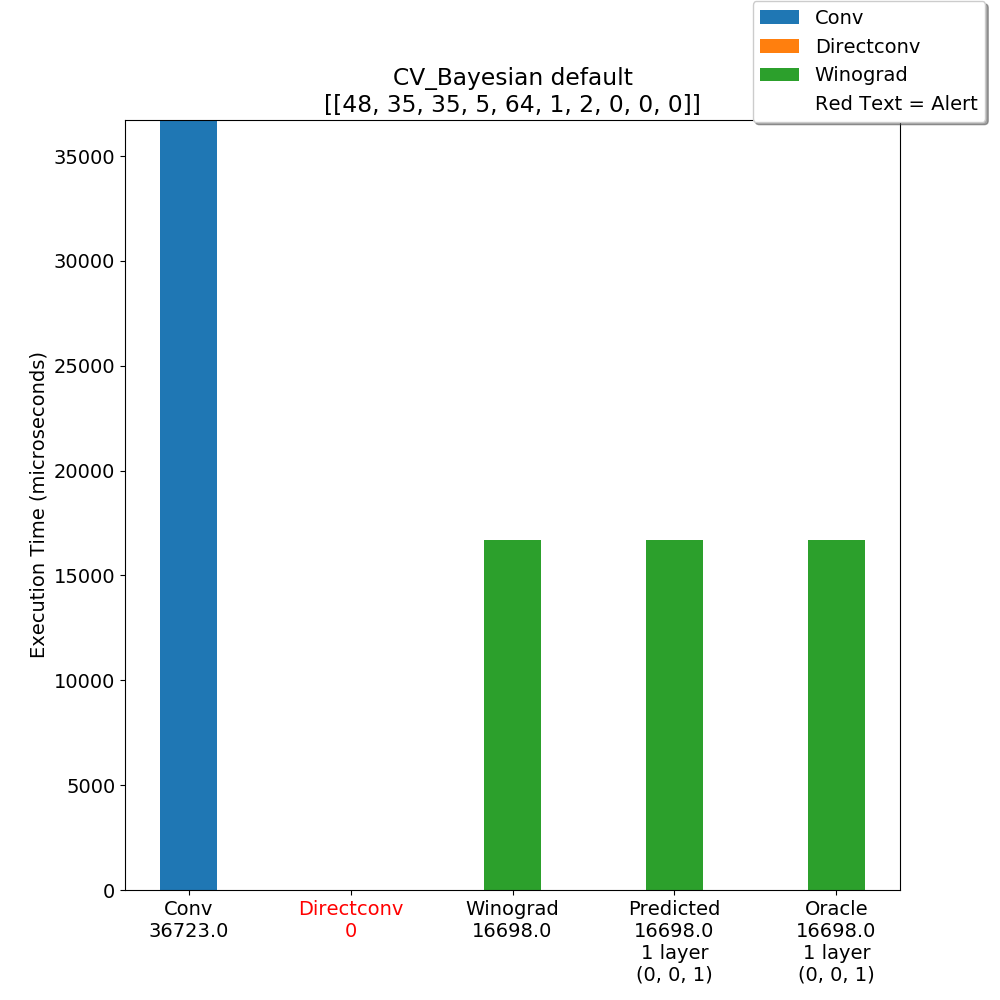 Conv
Directconv
Winograd
Red Text = Alert
CV_Bayesian default
[[48, 35, 35, 5, 64, 1, 2, 0, 0, 0]]
Execution Time (microseconds)
35000
30000
25000
20000
15000
10000
5000
0
Conv
36723.0
Directconv
0
Winograd
16698.0
Predicted
16698.0
1 layer
(0, 0, 1)
Oracle
16698.0
1 layer
(0, 0, 1)